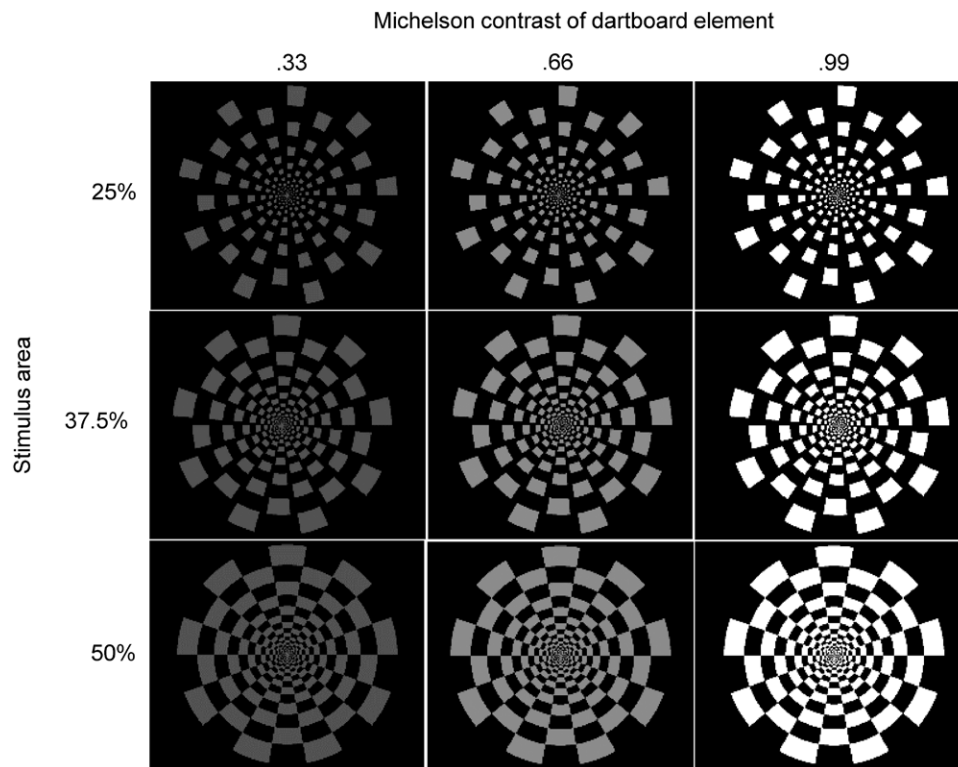 Michelson contrast of dartboard element
.33 .66 .99
25%
Stimulus area
37.5%
50%